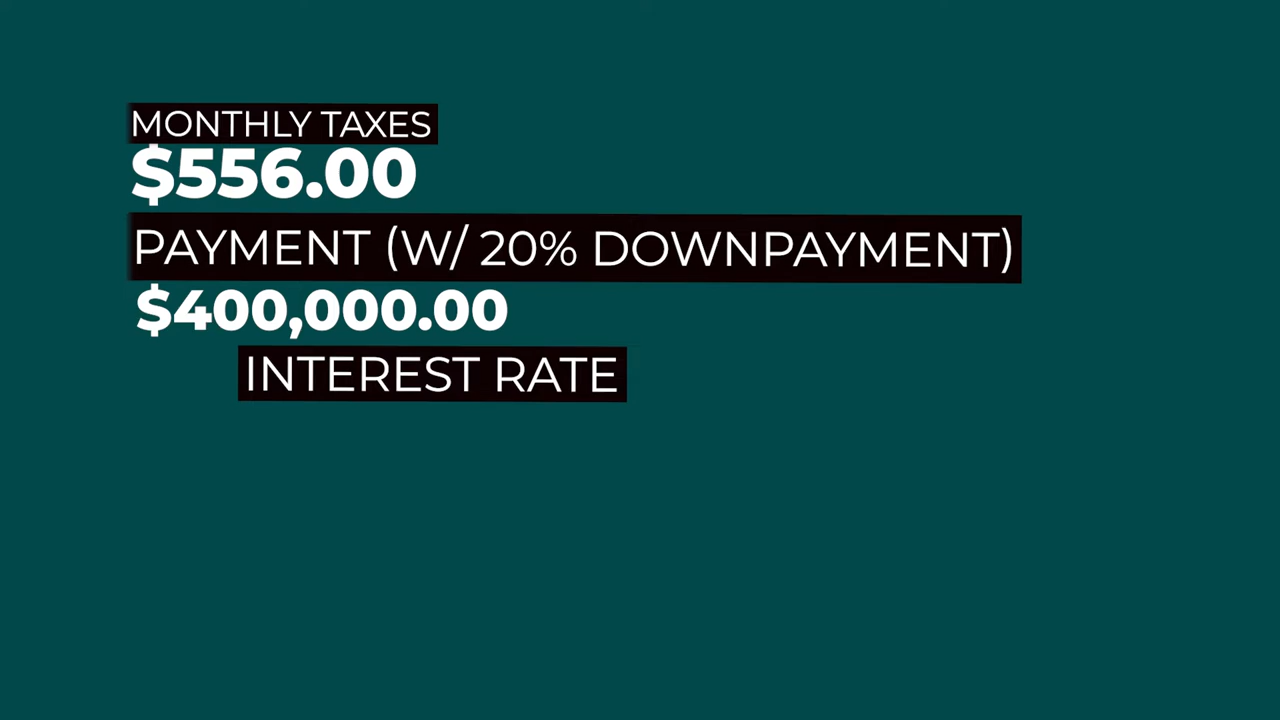 MONTHLY TAXES
$556.00
PAYMENT (W/ 20% DOWNPAYMENT)
$400,000.00
INTEREST RATE